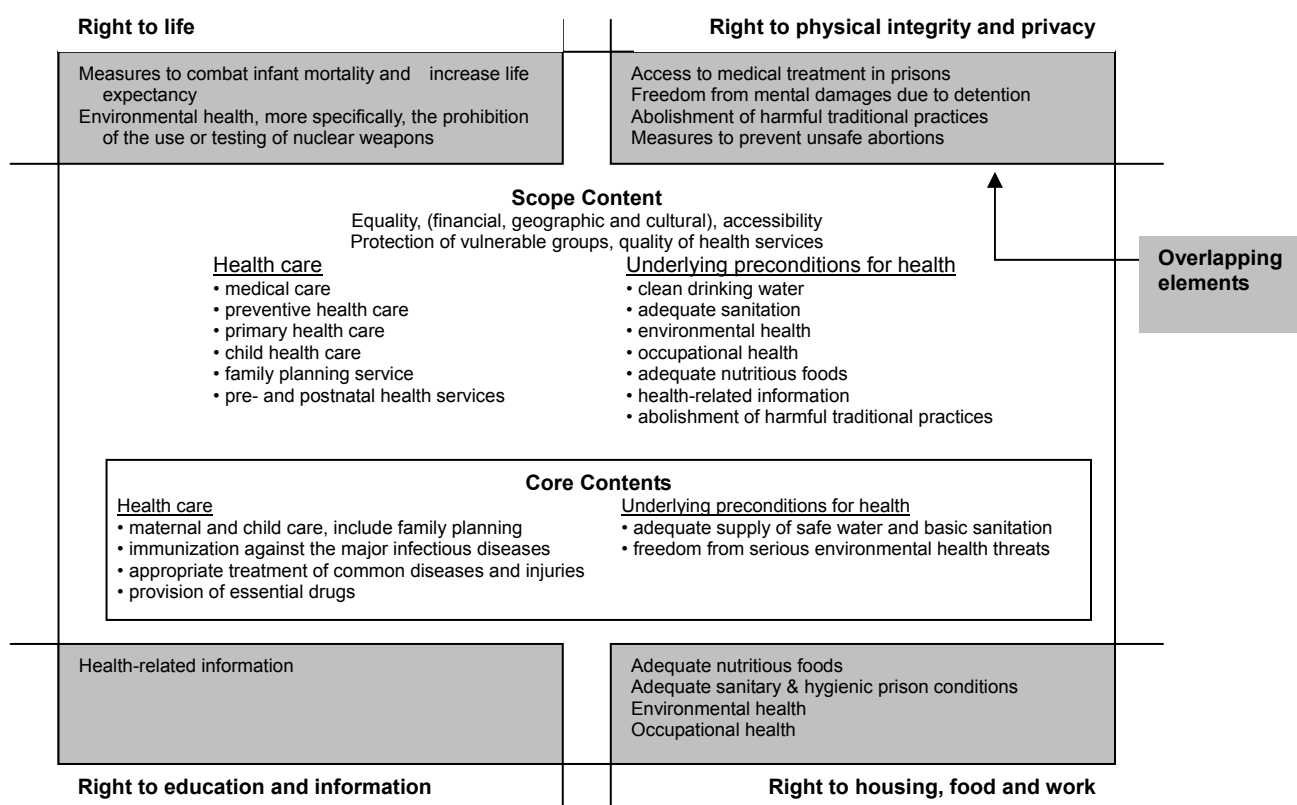 Right to life
Right to physical integrity and privacy
Measures to combat infant mortality and increase life
expectancy
Environmental health, more specifically, the prohibition
of the use or testing of nuclear weapons
Access to medical treatment in prisons
Freedom from mental damages due to detention
Abolishment of harmful traditional practices
Measures to prevent unsafe abortions
Scope Content
Equality, (financial, geographic and cultural), accessibility
Protection of vulnerable groups, quality of health services
Health care
• medical care
• preventive health care
• primary health care
• child health care
• family planning service
• pre- and postnatal health services
Underlying preconditions for health
• clean drinking water
• adequate sanitation
• environmental health
• occupational health
• adequate nutritious foods
• health-related information
• abolishment of harmful traditional practices
Overlapping
elements
Core Contents
Health care
• maternal and child care, include family planning
• immunization against the major infectious diseases
• appropriate treatment of common diseases and injuries
• provision of essential drugs
Underlying preconditions for health
• adequate supply of safe water and basic sanitation
• freedom from serious environmental health threats
Health-related information
Adequate nutritious foods
Adequate sanitary & hygienic prison conditions
Environmental health
Occupational health
Right to education and information
Right to housing, food and work